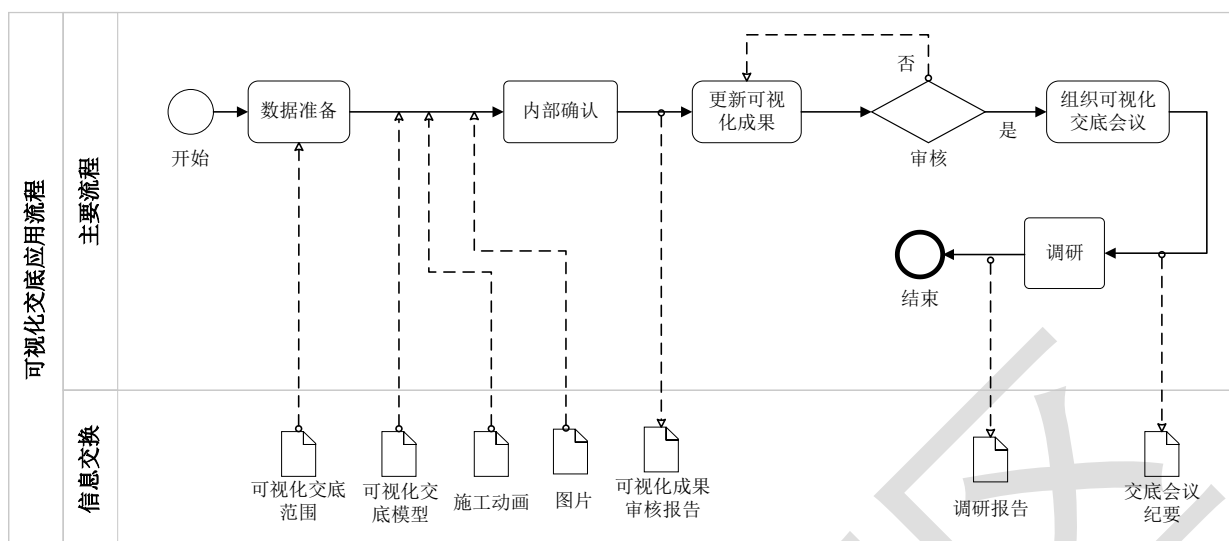 可视化交底应用流程
主要流程
开始
数据准备
内部确认
更新可视
化成果
否
审核
是
组织可视化
交底会议
调研
结束
信息交换
可视化交底
范围
可视化交
底模型
施工动画
图片
可视化成果
审核报告
调研报告
交底会议
纪要